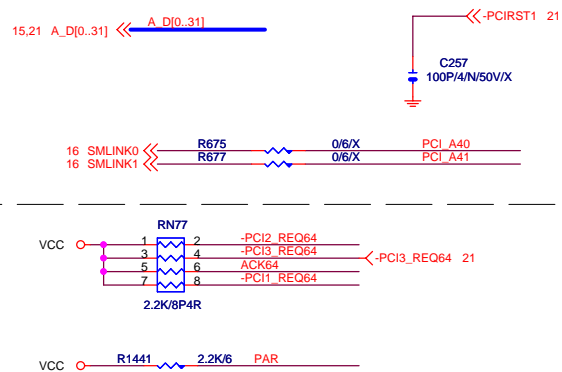 -PCIRST1 21
15,21 A_D[0..31]
A_D[0..31]
C257
100P/4/N/50V/X
16 SMLINK0 R675 0/6/X PCI_A40
16 SMLINK1 R677 0/6/X PCI_A41
RN77
VCC 1 2 -PCI2_REQ64
3 4 -PCI3_REQ64 -PCI3_REQ64 21
5 6 ACK64
7 8 -PCI1_REQ64
2.2K/8P4R
VCC R1441 2.2K/6 PAR